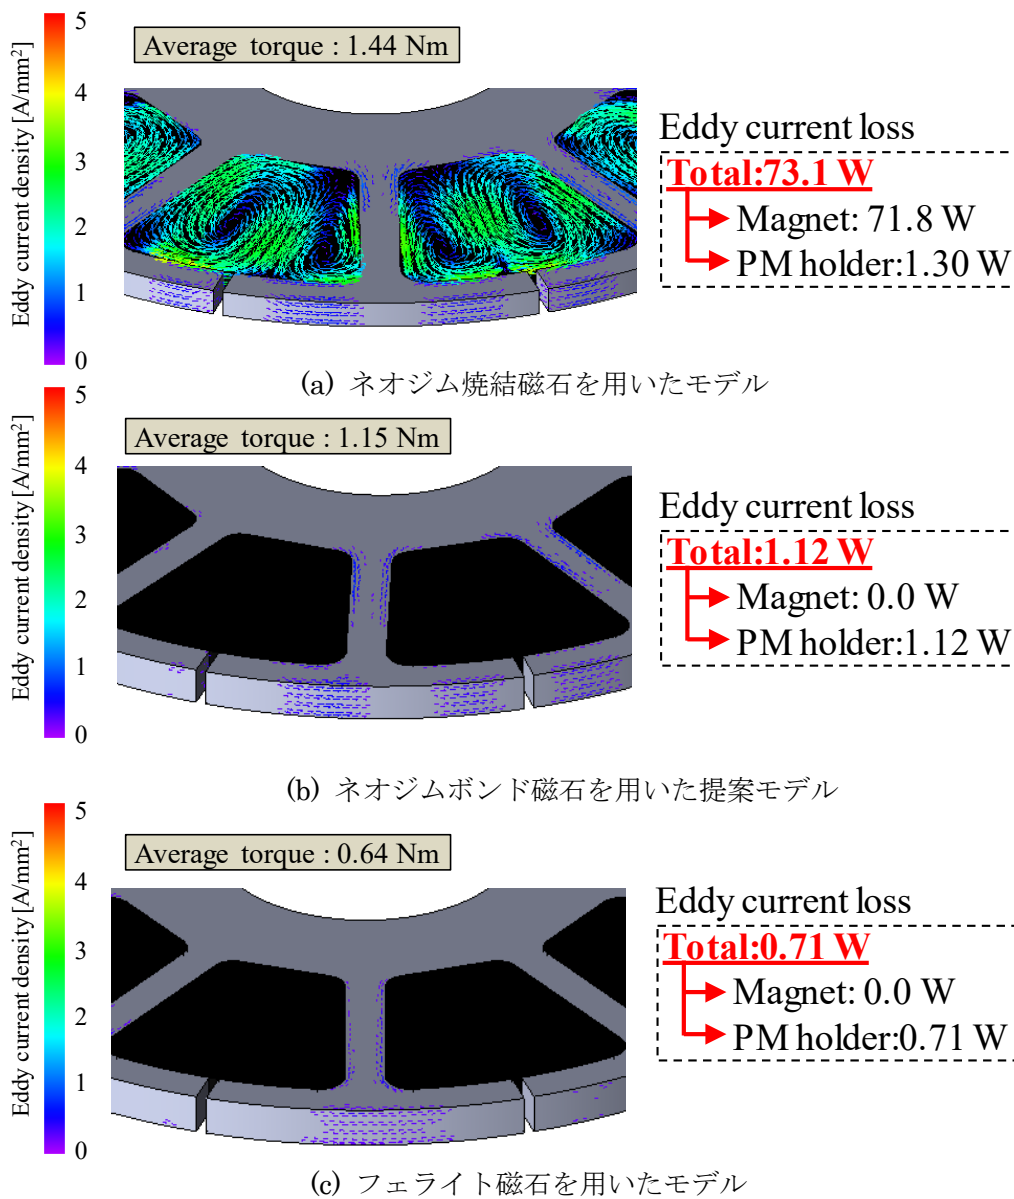 5
4
3
2
1
0
Eddy current density [A/mm²]
Average torque : 1.44 Nm
Eddy current loss
Total:73.1 W
Magnet: 71.8 W
PM holder:1.30 W
(a) ネオジム焼結磁石を用いたモデル
5
4
3
2
1
0
Eddy current density [A/mm²]
Average torque : 1.15 Nm
Eddy current loss
Total:1.12 W
Magnet: 0.0 W
PM holder:1.12 W
(b) ネオジムボンド磁石を用いた提案モデル
5
4
3
2
1
0
Eddy current density [A/mm²]
Average torque : 0.64 Nm
Eddy current loss
Total:0.71 W
Magnet: 0.0 W
PM holder:0.71 W
(c) フェライト磁石を用いたモデル